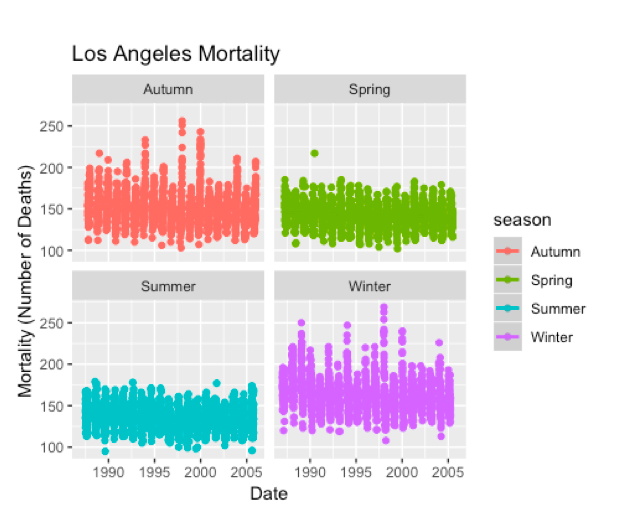 Los Angeles Mortality
Autumn
Spring
250
200
150
100
Summer
Winter
250
200
150
100
1990 1995 2000 2005
1990 1995 2000 2005
Date
Mortality (Number of Deaths)
season
Autumn
Spring
Summer
Winter